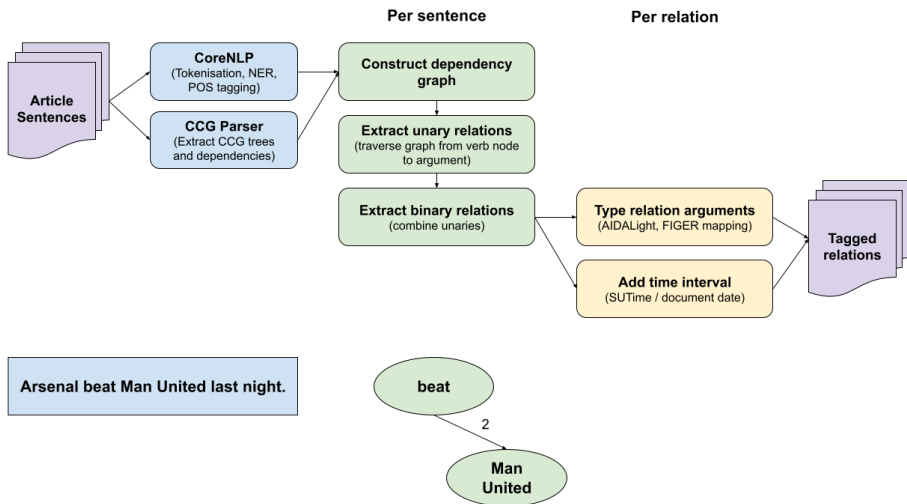 Per sentence
Per relation
Article
Sentences
CoreNLP
(Tokenisation, NER,
POS tagging)
CCG Parser
(Extract CCG trees
and dependencies)
Construct dependency
graph
Extract unary relations
(traverse graph from verb node
to argument)
Extract binary relations
(combine unaries)
Type relation arguments
(AIDALight, FIGER mapping)
Add time interval
(SUTime / document date)
Tagged
relations
Arsenal beat Man United last night.
beat
2
Man
United